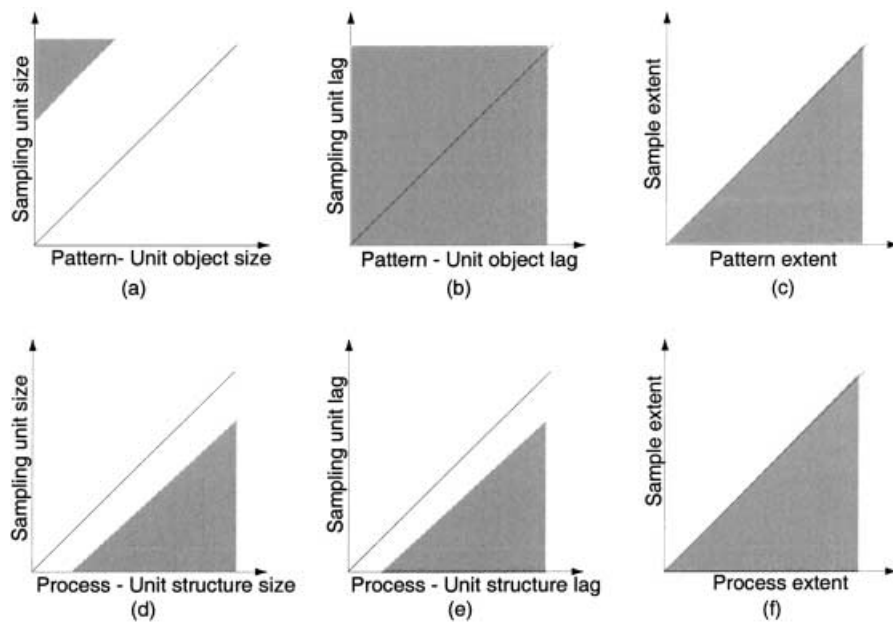 Sampling unit size
Pattern- Unit object size
(a)
Sampling unit lag
Pattern - Unit object lag
(b)
Sample extent
Pattern extent
(c)
Sampling unit size
Process - Unit structure size
(d)
Sampling unit lag
Process - Unit structure lag
(e)
Sample extent
Process extent
(f)